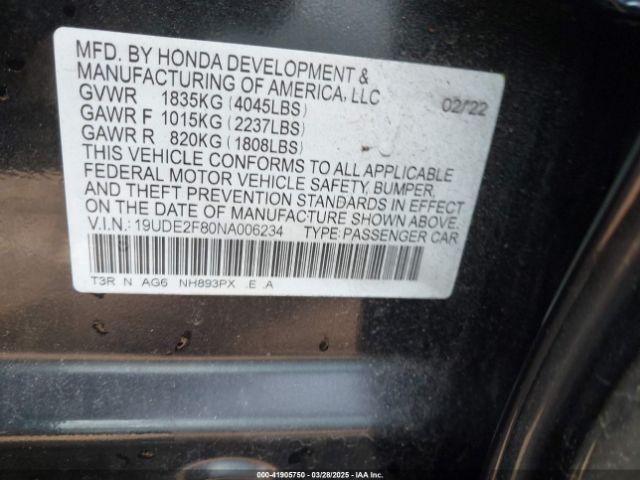 MFD. BY HONDA DEVELOPMENT &
MANUFACTURING OF AMERICA, LLC
GVWR 1835KG (4045LBS) 02/'22
GAWR F 1015KG (2237LBS)
GAWR R 820KG (1808LBS)
THIS VEHICLE CONFORMS TO ALL APPLICABLE
FEDERAL MOTOR VEHICLE SAFETY, BUMPER,
AND THEFT PREVENTION STANDARDS IN EFFECT
ON THE DATE OF MANUFACTURE SHOWN ABOVE.
V.I.N.: 19UDE2F80NA006234 TYPE: PASSENGER CAR
T3R N AG6 NH893PX .E .A
000-41905750 - 03/28/2025 - IAA Inc.